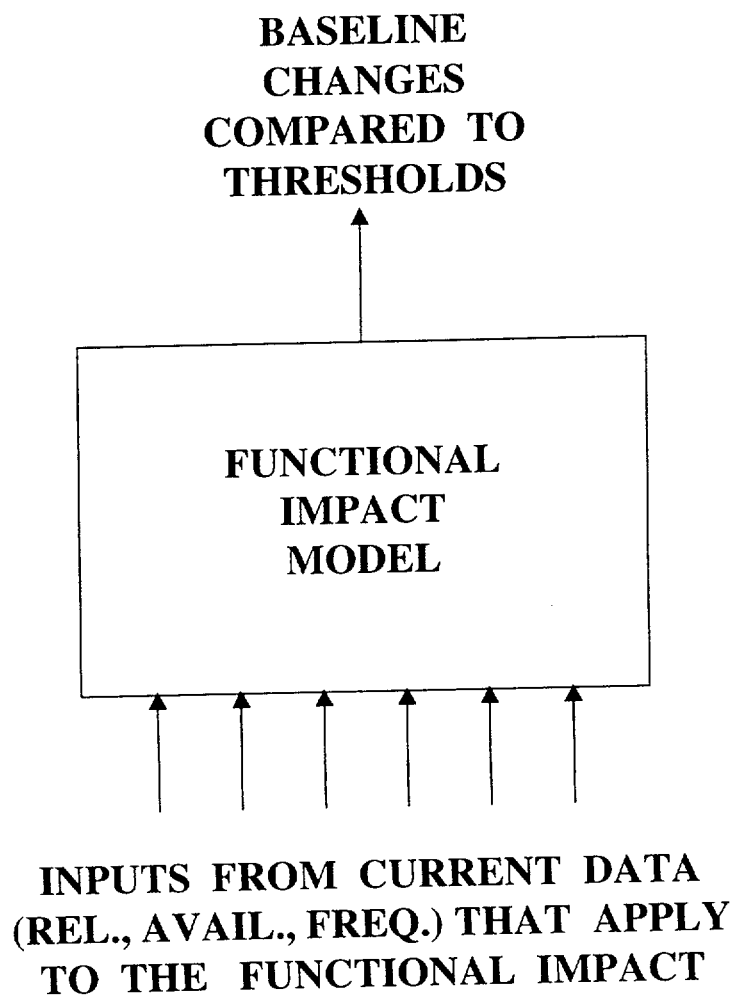 BASELINE
CHANGES
COMPARED TO
THRESHOLDS
FUNCTIONAL
IMPACT
MODEL
INPUTS FROM CURRENT DATA
(REL., AVAIL., FREQ.) THAT APPLY
TO THE FUNCTIONAL IMPACT